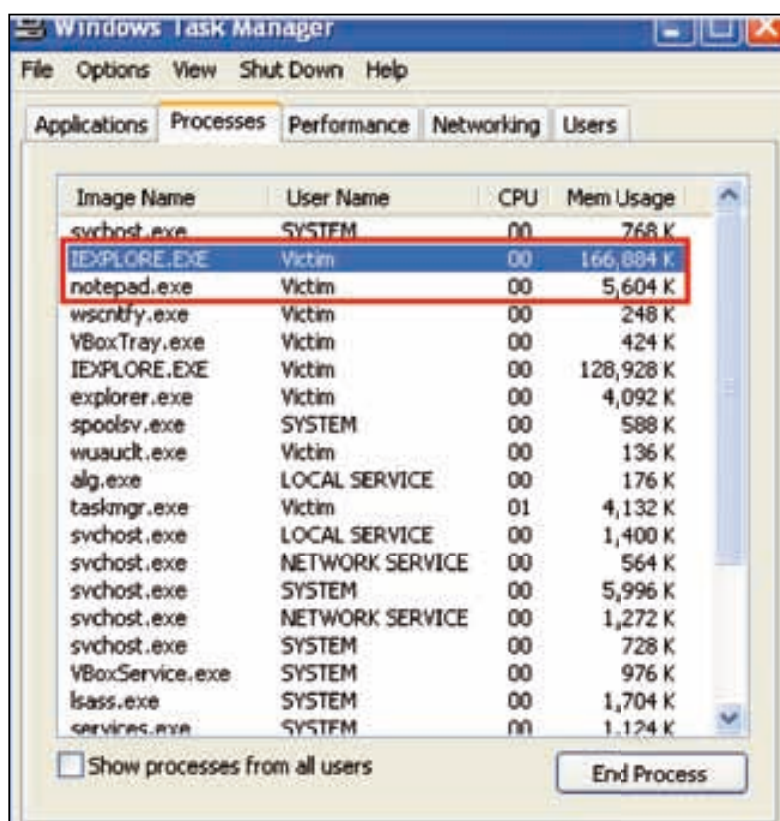 Windows Task Manager
File Options View Shut Down Help
Applications Processes Performance Networking Users
Image Name User Name CPU Mem Usage
svchost.exe SYSTEM 00 768 K
IEXPLORE.EXE Victim 00 166,884 K
notepad.exe Victim 00 5,604 K
wscntfy.exe Victim 00 248 K
VBoxTray.exe Victim 00 424 K
IEXPLORE.EXE Victim 00 128,928 K
explorer.exe Victim 00 4,092 K
spoolsv.exe SYSTEM 00 588 K
wuauclt.exe Victim 00 136 K
alg.exe LOCAL SERVICE 00 176 K
taskmgr.exe Victim 01 4,132 K
svchost.exe LOCAL SERVICE 00 1,400 K
svchost.exe NETWORK SERVICE 00 564 K
svchost.exe SYSTEM 00 5,996 K
svchost.exe NETWORK SERVICE 00 1,272 K
svchost.exe SYSTEM 00 728 K
VBoxService.exe SYSTEM 00 976 K
lsass.exe SYSTEM 00 1,704 K
services.exe SYSTEM 00 1,124 K
Show processes from all users
End Process